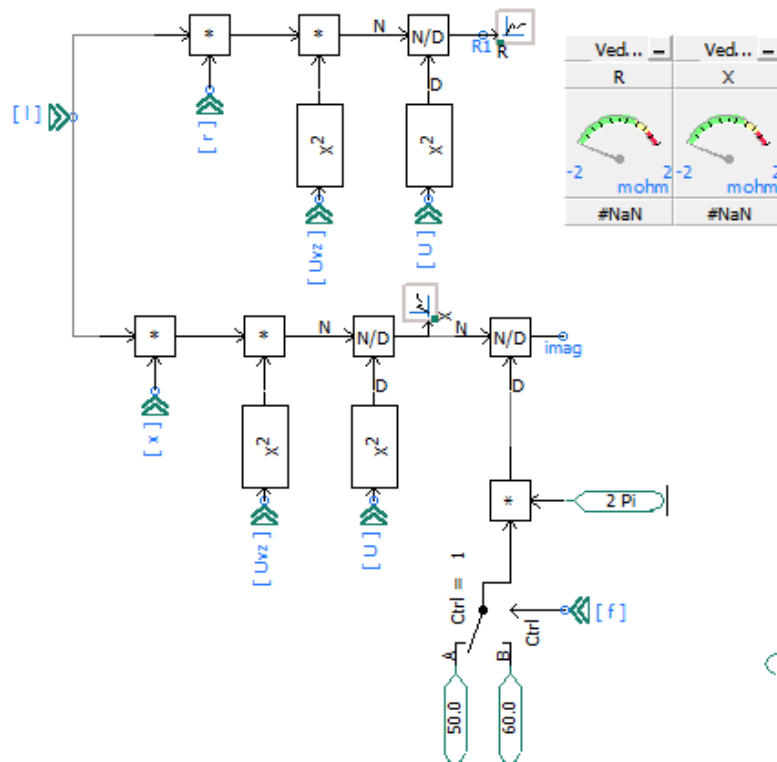 * * N N/D R1 R
[ l ] [ r ] D
x² x²
[ Uvz ] [ U ]
Ved... – Ved... –
R X
-2 2 -2 2
mohm mohm
#NaN #NaN
* * N N/D X N N/D imag
[ x ] D D
x² x²
[ Uvz ] [ U ]
* 2 Pi
Ctrl = 1
Ctrl [ f ]
A B
50.0 60.0